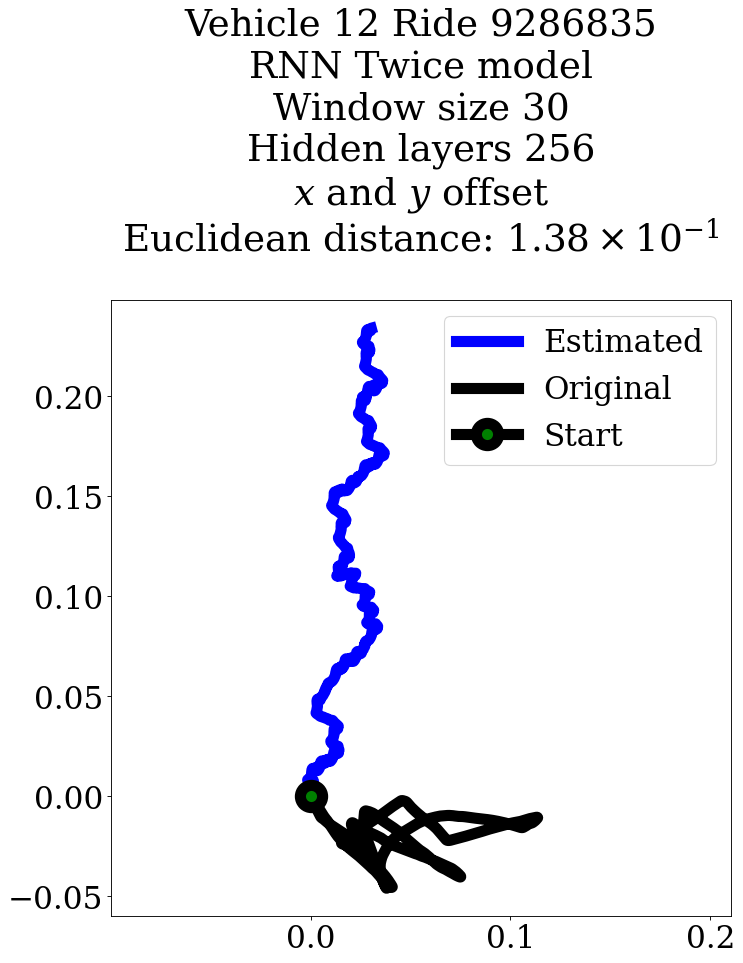 Vehicle 12 Ride 9286835
RNN Twice model
Window size 30
Hidden layers 256
x and y offset
Euclidean distance: 1.38 × 10⁻¹
Estimated
Original
Start
0.20
0.15
0.10
0.05
0.00
−0.05
0.0 0.1 0.2